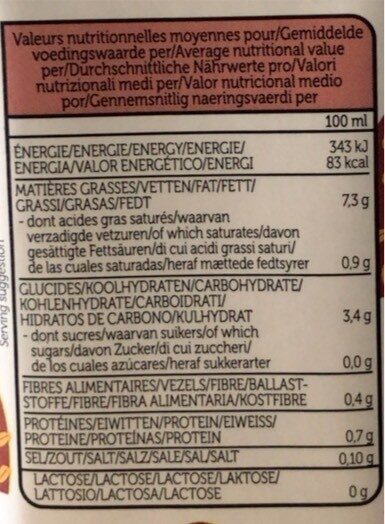 Valeurs nutritionnelles moyennes pour/Gemiddelde
voedingswaarde per/Average nutritional value
per/Durchschnittliche Nährwerte pro/Valori
nutrizionali medi per/Valor nutricional medio
por/Gennemsnitlig naeringsvaerdi per
100 ml
ÉNERGIE/ENERGIE/ENERGY/ENERGIE/ 343 kJ
ENERGIA/VALOR ENERGÉTICO/ENERGI 83 kcal
MATIÈRES GRASSES/VETTEN/FAT/FETT/
GRASSI/GRASAS/FEDT 7,3 g
- dont acides gras saturés/waarvan
verzadigde vetzuren/of which saturates/davon
gesättigte Fettsäuren/di cui acidi grassi saturi/
de las cuales saturadas/heraf mættede fedtsyrer 0,9 g
GLUCIDES/KOOLHYDRATEN/CARBOHYDRATE/
KOHLENHYDRATE/CARBOIDRATI/
HIDRATOS DE CARBONO/KULHYDRAT 3,4 g
- dont sucres/waarvan suikers/of which
sugars/davon Zucker/di cui zuccheri/
de los cuales azúcares/heraf sukkerarter 0,0 g
FIBRES ALIMENTAIRES/VEZELS/FIBRE/BALLAST-
STOFFE/FIBRE/FIBRA ALIMENTARIA/KOSTFIBRE 0,4 g
PROTÉINES/EIWITTEN/PROTEIN/EIWEISS/
PROTEINE/PROTEÍNAS/PROTEIN 0,7 g
SEL/ZOUT/SALT/SALZ/SALE/SAL/SALT 0,10 g
LACTOSE/LACTOSE/LACTOSE/LAKTOSE/
LATTOSIO/LACTOSA/LACTOSE 0 g
Serving suggestion